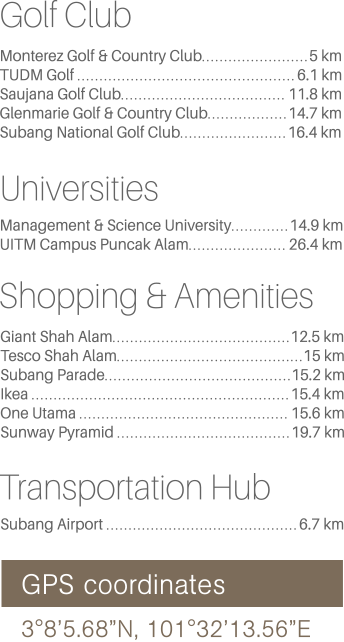 Golf Club
Monterez Golf & Country Club........................5 km
TUDM Golf................................................. 6.1 km
Saujana Golf Club..................................... 11.8 km
Glenmarie Golf & Country Club..................14.7 km
Subang National Golf Club........................16.4 km
Universities
Management & Science University.............14.9 km
UITM Campus Puncak Alam...................... 26.4 km
Shopping & Amenities
Giant Shah Alam........................................12.5 km
Tesco Shah Alam..........................................15 km
Subang Parade..........................................15.2 km
Ikea..........................................................15.4 km
One Utama............................................... 15.6 km
Sunway Pyramid.......................................19.7 km
Transportation Hub
Subang Airport...........................................6.7 km
GPS coordinates
3°8’5.68”N, 101°32’13.56”E